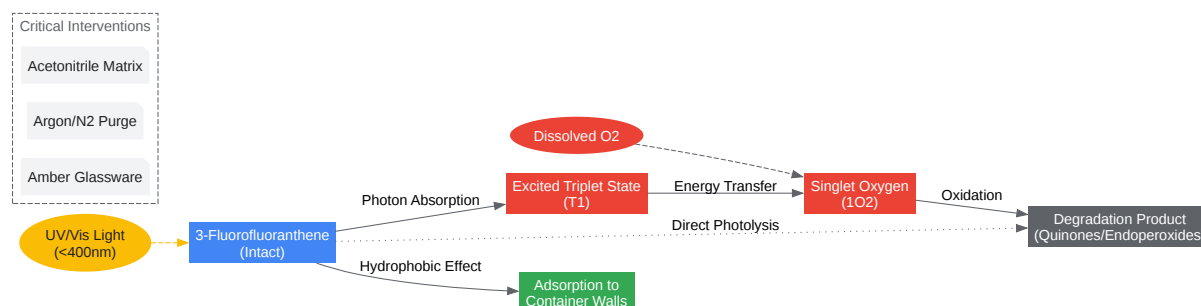 Critical Interventions
Acetonitrile Matrix
Argon/N2 Purge
Amber Glassware
UV/Vis Light
(<400nm)
3-Fluorofluoranthene
(Intact)
Photon Absorption
Hydrophobic Effect
Dissolved O2
Excited Triplet State
(T1)
Energy Transfer
Direct Photolysis
Adsorption to
Container Walls
Singlet Oxygen
(1O2)
Oxidation
Degradation Product
(Quinones/Endoperoxides